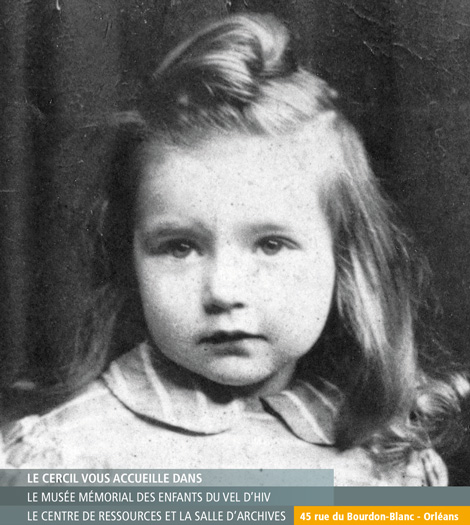 LE CERCIL VOUS ACCUEILLE DANS
LE MUSÉE MÉMORIAL DES ENFANTS DU VEL D'HIV
LE CENTRE DE RESSOURCES ET LA SALLE D'ARCHIVES
45 rue du Bourdon-Blanc - Orléans